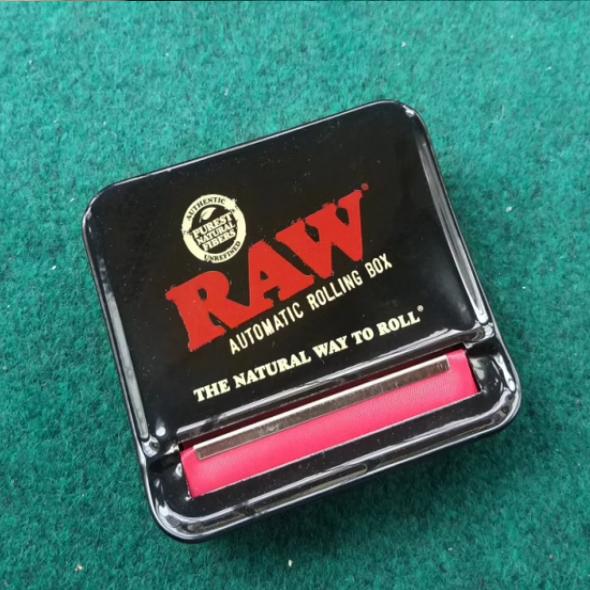 AUTHENTIC
PUREST
NATURAL
FIBERS
UNREFINED
RAW®
AUTOMATIC ROLLING BOX
THE NATURAL WAY TO ROLL®